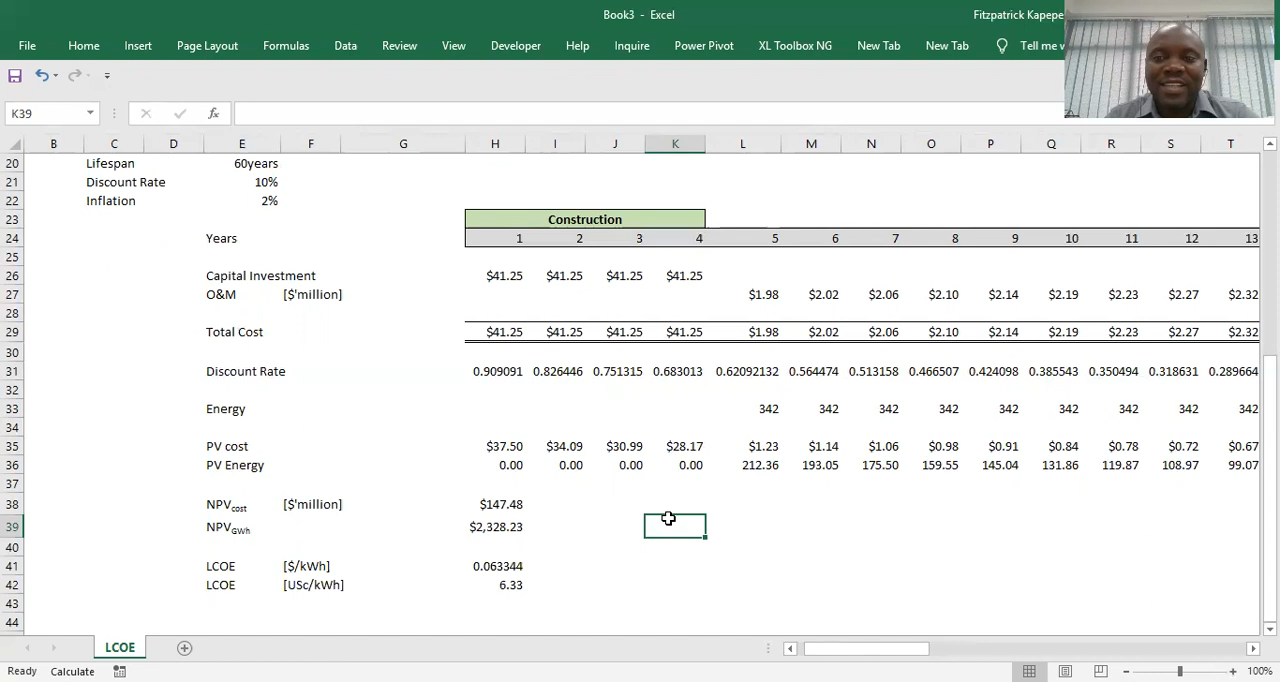 Book3 - Excel
Fitzpatrick Kapepe
File Home Insert Page Layout Formulas Data Review View Developer Help Inquire Power Pivot XL Toolbox NG New Tab New Tab Tell me
K39
B C D E F G H I J K L M N O P Q R S T
20 Lifespan 60years
21 Discount Rate 10%
22 Inflation 2%
23 Construction
24 Years 1 2 3 4 5 6 7 8 9 10 11 12 13
25
26 Capital Investment $41.25 $41.25 $41.25 $41.25
27 O&M [$'million] $1.98 $2.02 $2.06 $2.10 $2.14 $2.19 $2.23 $2.27 $2.32
28
29 Total Cost $41.25 $41.25 $41.25 $41.25 $1.98 $2.02 $2.06 $2.10 $2.14 $2.19 $2.23 $2.27 $2.32
30
31 Discount Rate 0.909091 0.826446 0.751315 0.683013 0.62092132 0.564474 0.513158 0.466507 0.424098 0.385543 0.350494 0.318631 0.289664
32
33 Energy 342 342 342 342 342 342 342 342 342
34
35 PV cost $37.50 $34.09 $30.99 $28.17 $1.23 $1.14 $1.06 $0.98 $0.91 $0.84 $0.78 $0.72 $0.67
36 PV Energy 0.00 0.00 0.00 0.00 212.36 193.05 175.50 159.55 145.04 131.86 119.87 108.97 99.07
37
38 NPVcost [$'million] $147.48
39 NPVGWh $2,328.23
40
41 LCOE [$/kWh] 0.063344
42 LCOE [USc/kWh] 6.33
43
44
LCOE
Ready Calculate 100%